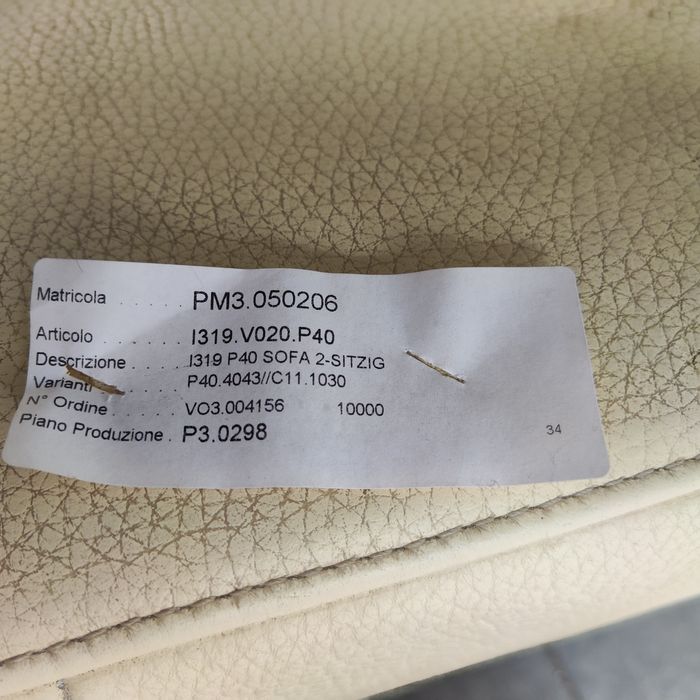 Matricola ...... PM3.050206
Articolo ...... I319.V020.P40
Descrizione ..... I319 P40 SOFA 2-SITZIG
Varianti ..... P40.4043//C11.1030
N° Ordine ...... VO3.004156 10000
Piano Produzione . P3.0298 34